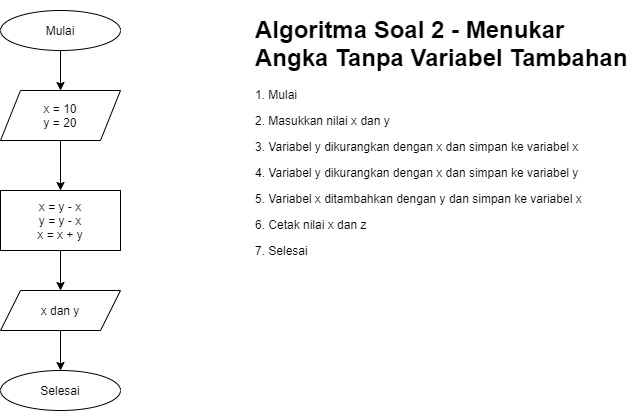 Mulai
x = 10
y = 20
x = y - x
y = y - x
x = x + y
x dan y
Selesai
Algoritma Soal 2 - Menukar
Angka Tanpa Variabel Tambahan
1. Mulai
2. Masukkan nilai x dan y
3. Variabel y dikurangkan dengan x dan simpan ke variabel x
4. Variabel y dikurangkan dengan x dan simpan ke variabel y
5. Variabel x ditambahkan dengan y dan simpan ke variabel x
6. Cetak nilai x dan z
7. Selesai